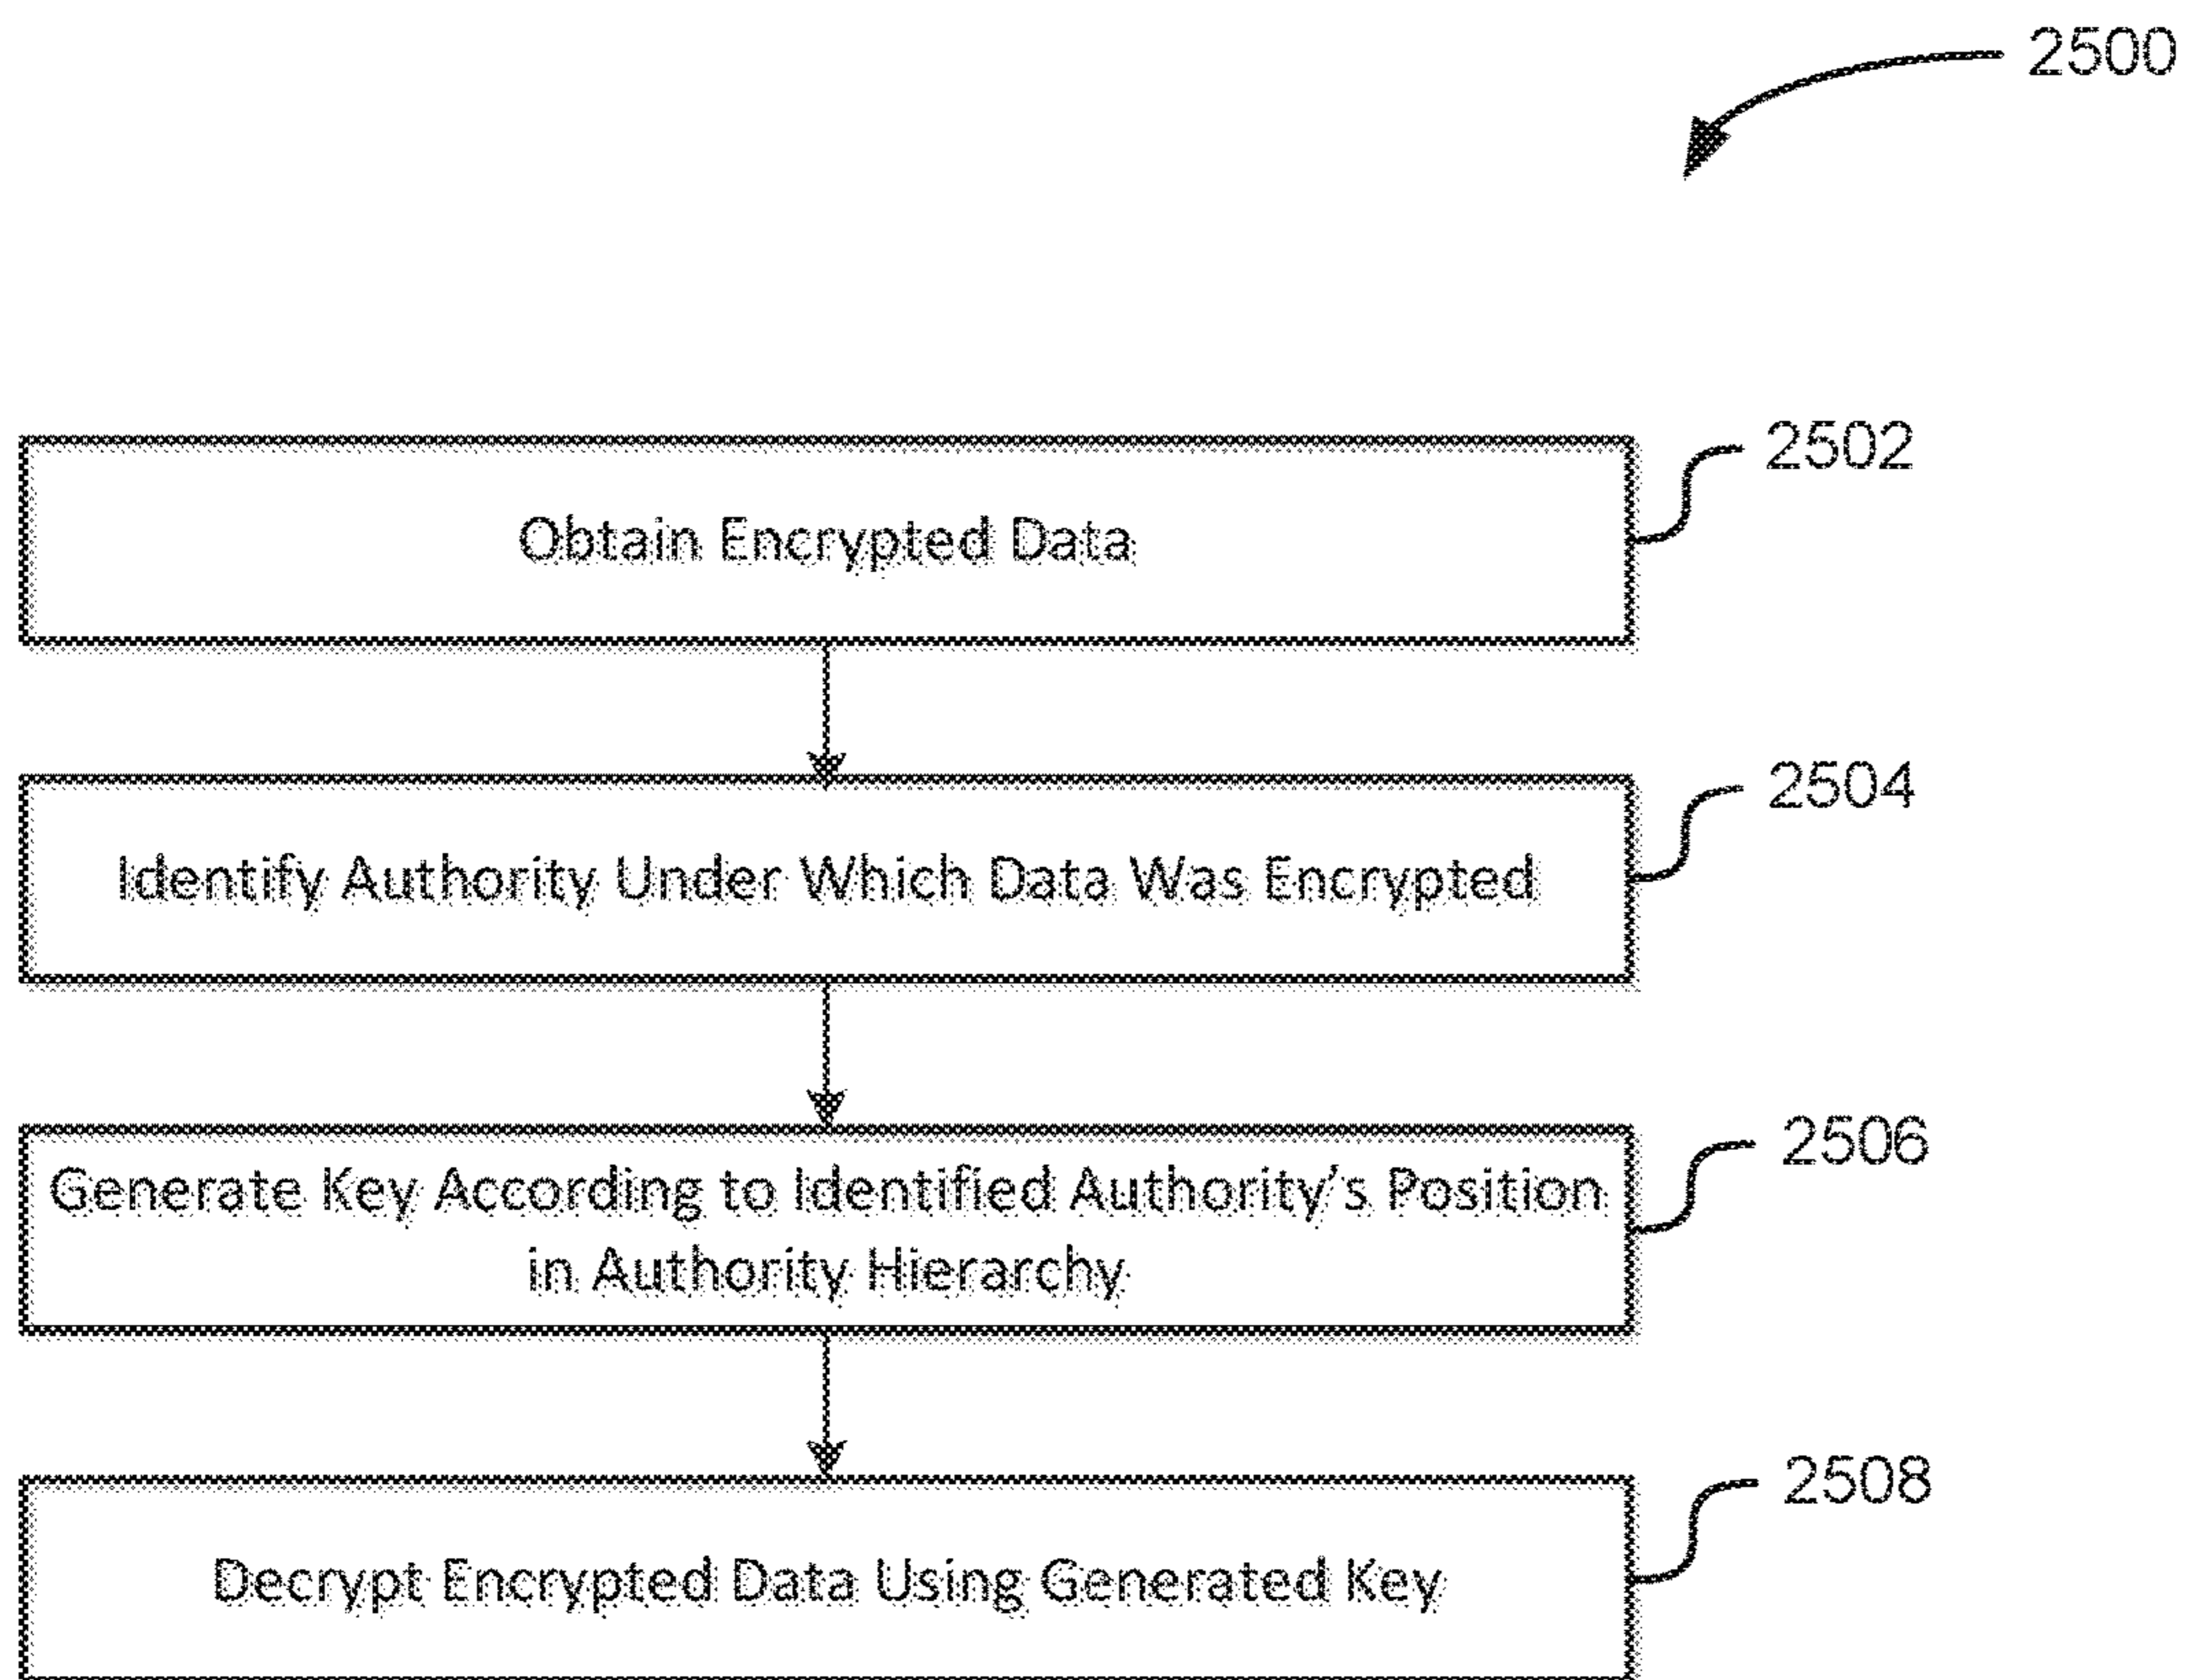 2500
2502
Obtain Encrypted Data
2504
Identify Authority Under Which Data Was Encrypted
2506
Generate Key According to Identified Authority's Position
in Authority Hierarchy
2508
Decrypt Encrypted Data Using Generated Key